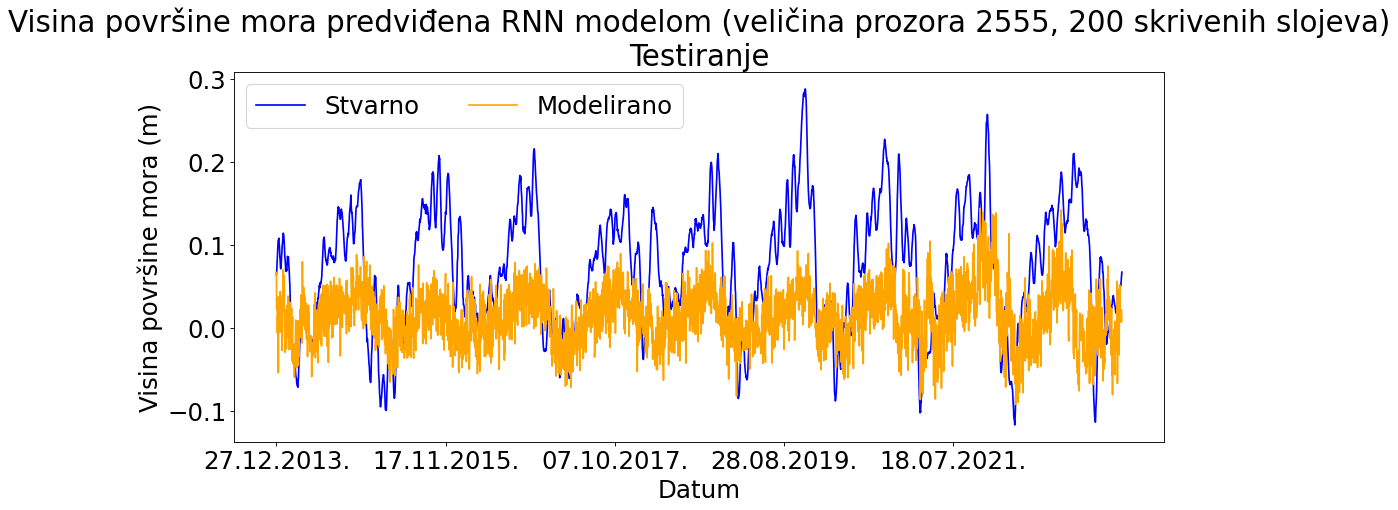 Visina površine mora predviđena RNN modelom (veličina prozora 2555, 200 skrivenih slojeva)
Testiranje
Stvarno
Modelirano
Visina površine mora (m)
0.3
0.2
0.1
0.0
−0.1
27.12.2013.
17.11.2015.
07.10.2017.
28.08.2019.
18.07.2021.
Datum